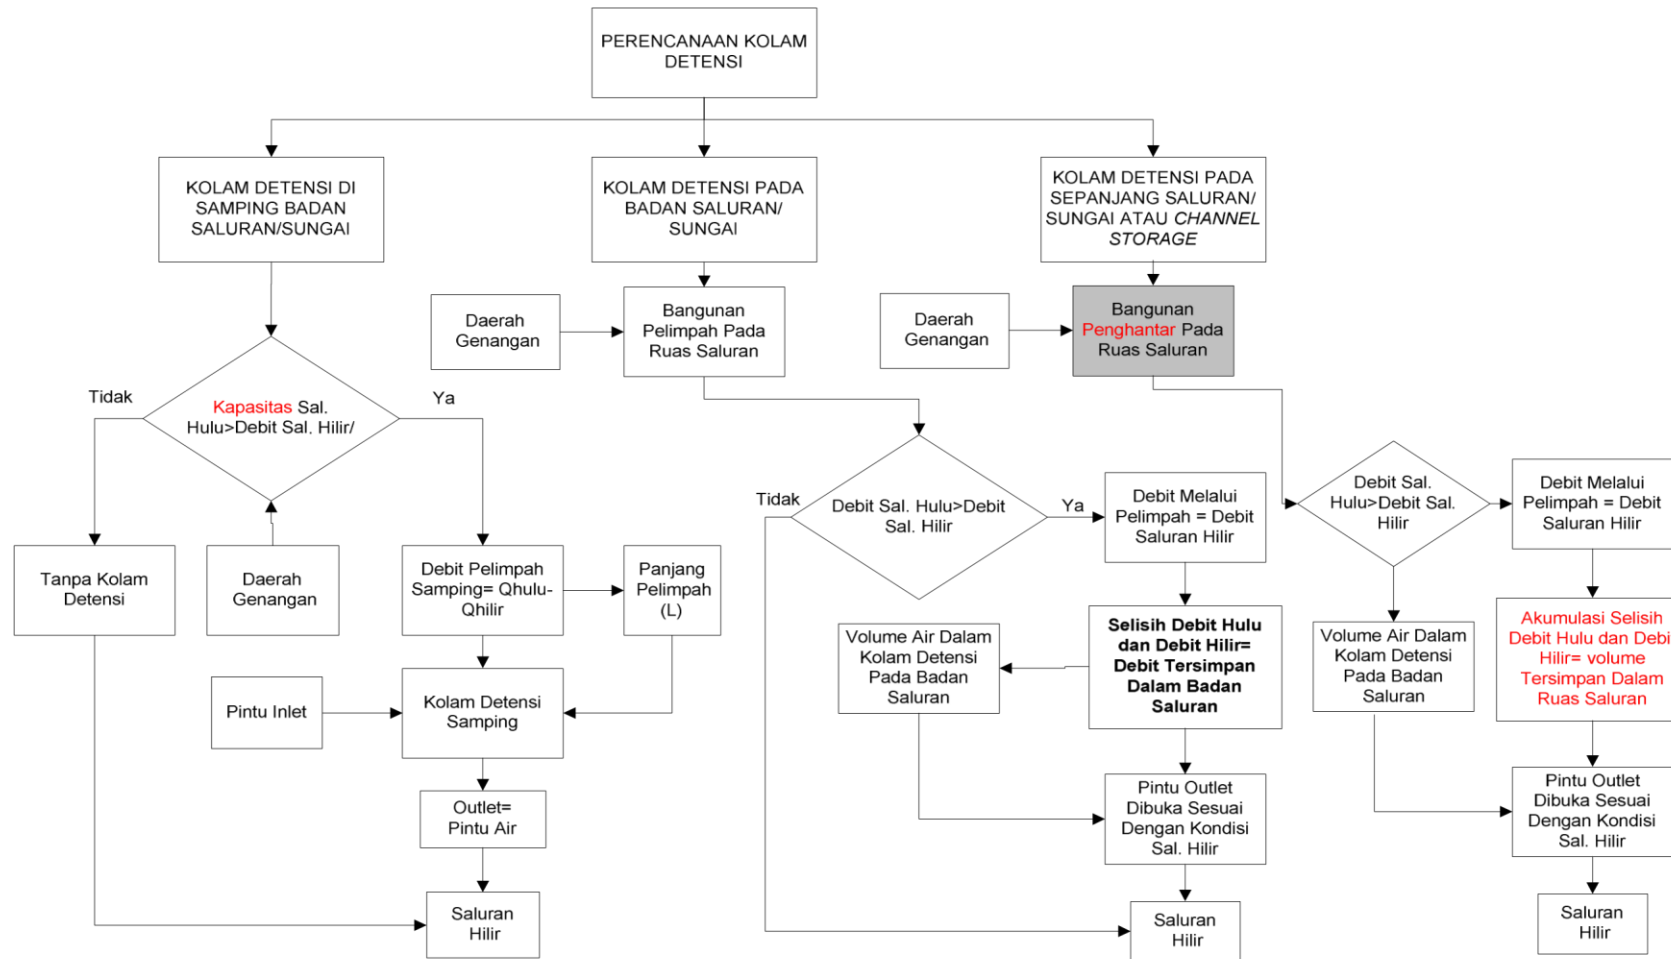 PERENCANAAN KOLAM
DETENSI
KOLAM DETENSI DI
SAMPING BADAN
SALURAN/SUNGAI
KOLAM DETENSI PADA
BADAN SALURAN/
SUNGAI
KOLAM DETENSI PADA
SEPANJANG SALURAN/
SUNGAI ATAU CHANNEL
STORAGE
Daerah
Genangan
Bangunan
Pelimpah Pada
Ruas Saluran
Daerah
Genangan
Bangunan
Penghantar Pada
Ruas Saluran
Tidak
Kapasitas Sal.
Hulu>Debit Sal. Hilir/
Ya
Tidak
Debit Sal. Hulu>Debit
Sal. Hilir
Ya
Debit Melalui
Pelimpah = Debit
Saluran Hilir
Debit Sal.
Hulu>Debit Sal.
Hilir
Debit Melalui
Pelimpah = Debit
Saluran Hilir
Tanpa Kolam
Detensi
Daerah
Genangan
Debit Pelimpah
Samping= Qhulu-
Qhilir
Panjang
Pelimpah
(L)
Volume Air Dalam
Kolam Detensi
Pada Badan
Saluran
Selisih Debit Hulu
dan Debit Hilir=
Debit Tersimpan
Dalam Badan
Saluran
Volume Air Dalam
Kolam Detensi
Pada Badan
Saluran
Akumulasi Selisih
Debit Hulu dan Debi
Hilir= volume
Tersimpan Dalam
Ruas Saluran
Pintu Inlet
Kolam Detensi
Samping
Outlet=
Pintu Air
Pintu Outlet
Dibuka Sesuai
Dengan Kondisi
Sal. Hilir
Pintu Outlet
Dibuka Sesuai
Dengan Kondisi
Sal. Hilir
Saluran
Hilir
Saluran
Hilir
Saluran
Hilir